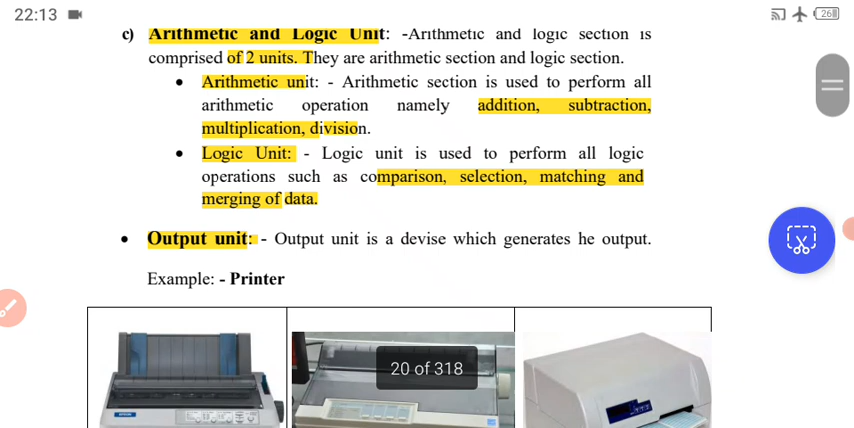 22:13
26
c) Arithmetic and Logic Unit: -Arithmetic and logic section is
comprised of 2 units. They are arithmetic section and logic section.
• Arithmetic unit: - Arithmetic section is used to perform all
arithmetic operation namely addition, subtraction,
multiplication, division.
• Logic Unit: - Logic unit is used to perform all logic
operations such as comparison, selection, matching and
merging of data.
• Output unit: - Output unit is a devise which generates he output.
Example: - Printer
20 of 318
EPSON